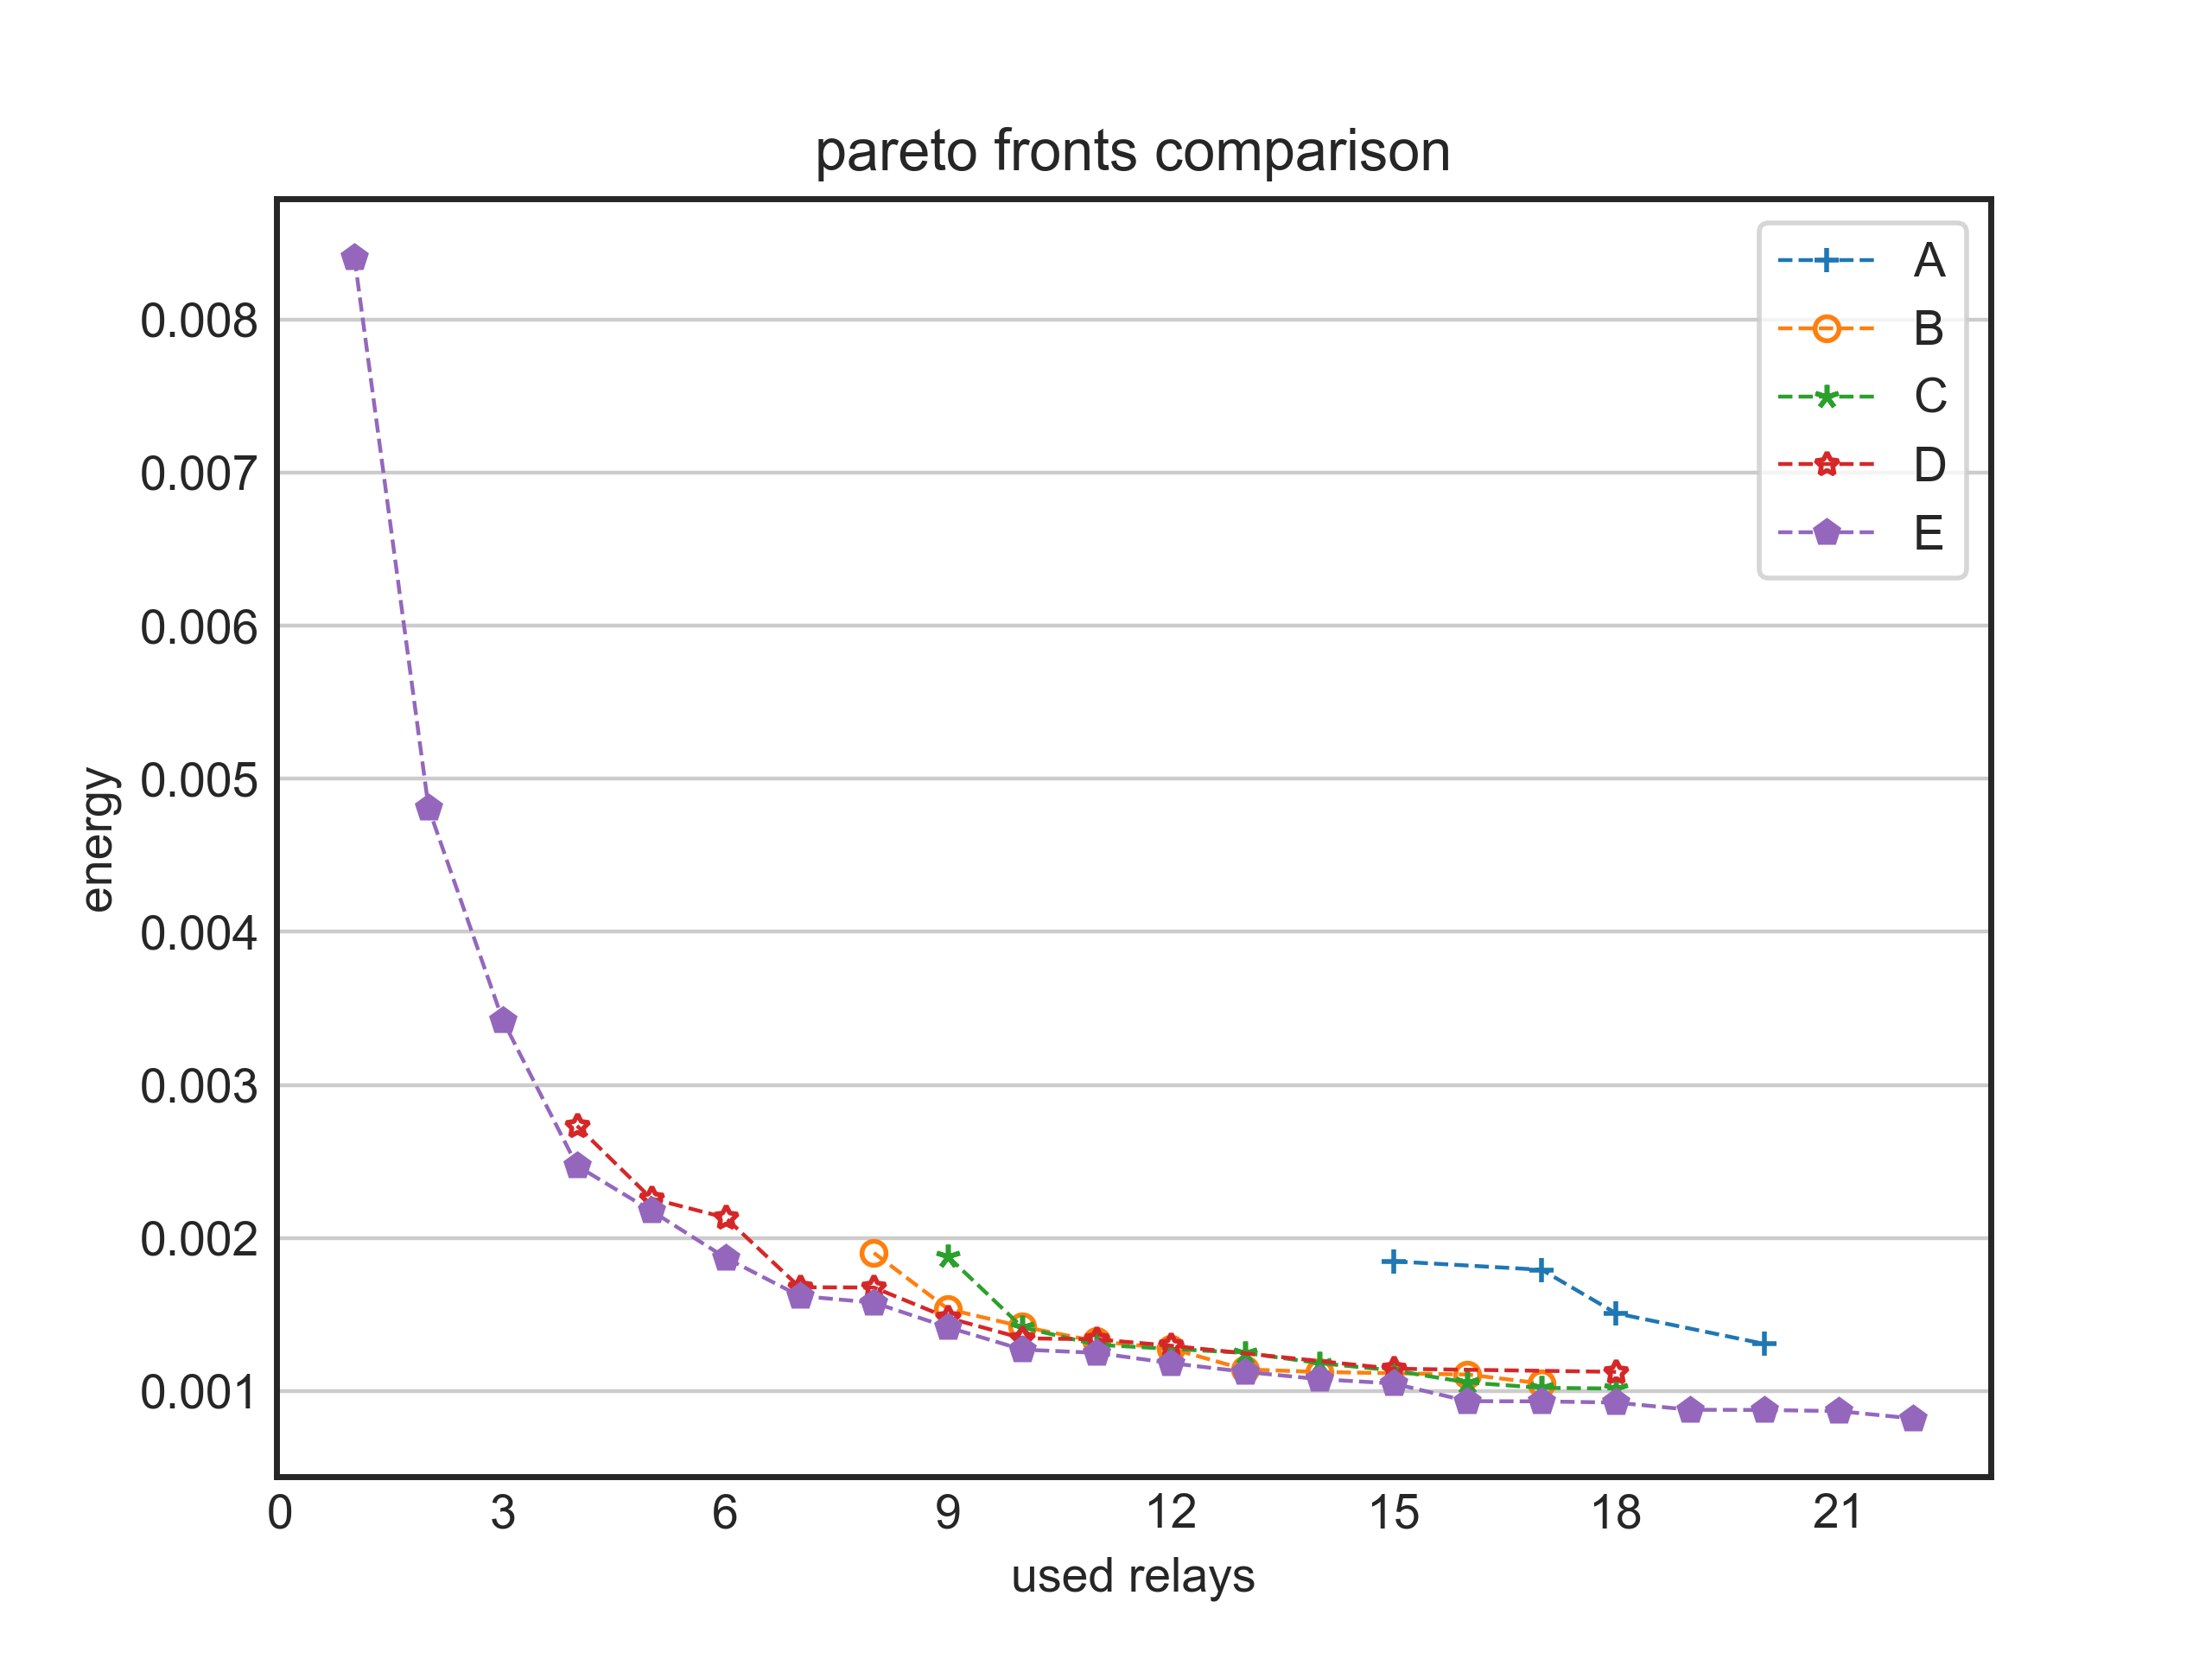 pareto fronts comparison
A
B
C
D
E
0.008
0.007
0.006
0.005
0.004
0.003
0.002
0.001
energy
0 3 6 9 12 15 18 21
used relays